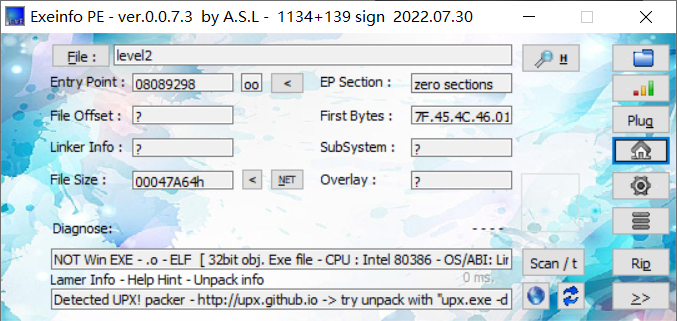 Exeinfo PE - ver.0.0.7.3 by A.S.L - 1134+139 sign 2022.07.30
File : level2 H
Entry Point : 08089298 oo < EP Section : zero sections
File Offset : ? First Bytes : 7F.45.4C.46.01 Plug
Linker Info : ? SubSystem : ?
File Size : 00047A64h < NET Overlay : ?
Diagnose: ----
NOT Win EXE - .o - ELF [ 32bit obj. Exe file - CPU : Intel 80386 - OS/ABI: Lin Scan / t Rip
Lamer Info - Help Hint - Unpack info 0 ms.
Detected UPX! packer - http://upx.github.io -> try unpack with "upx.exe -d >>